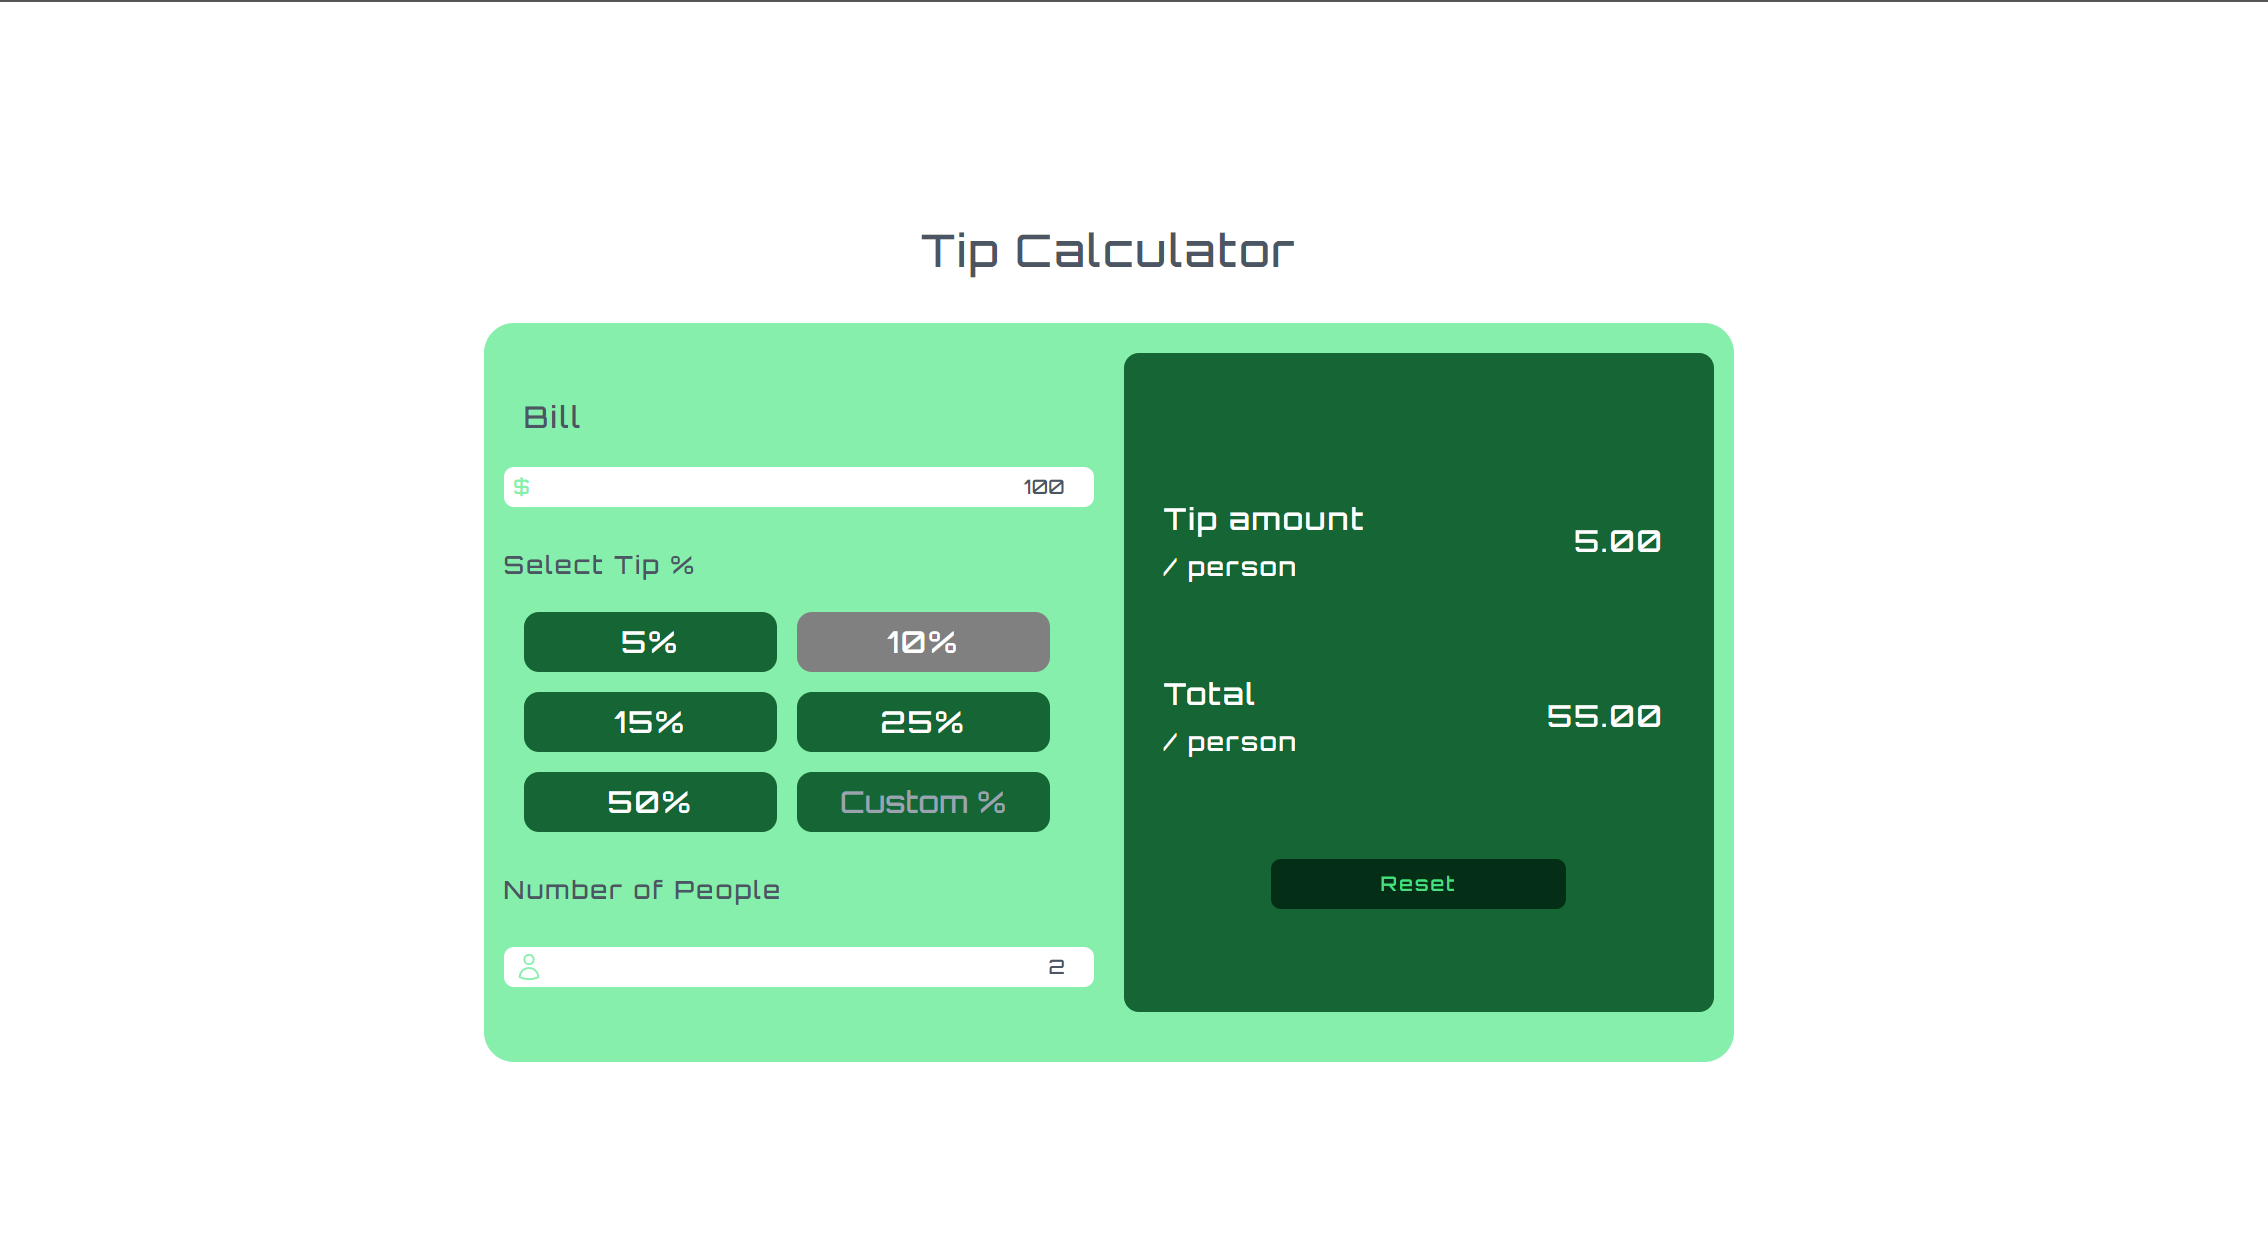 Tip Calculator
Bill
$ 100
Select Tip %
5% 10%
15% 25%
50% Custom %
Number of People
2
Tip amount
/ person
5.00
Total
/ person
55.00
Reset